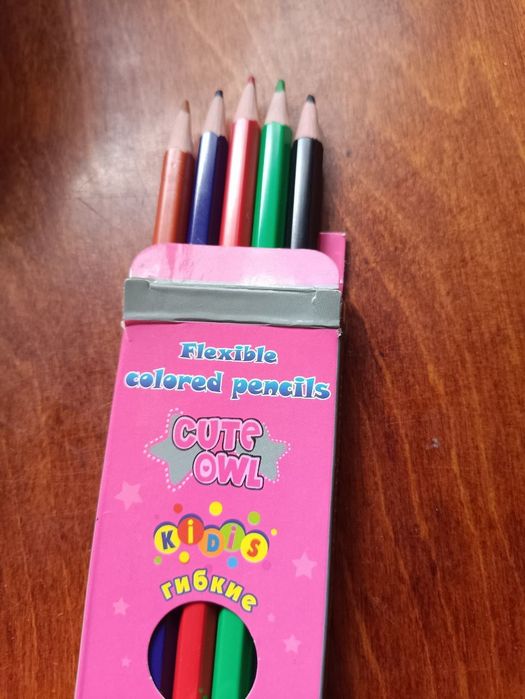 Flexible
colored pencils
CUTE
OWL
KiDiS
гибкие